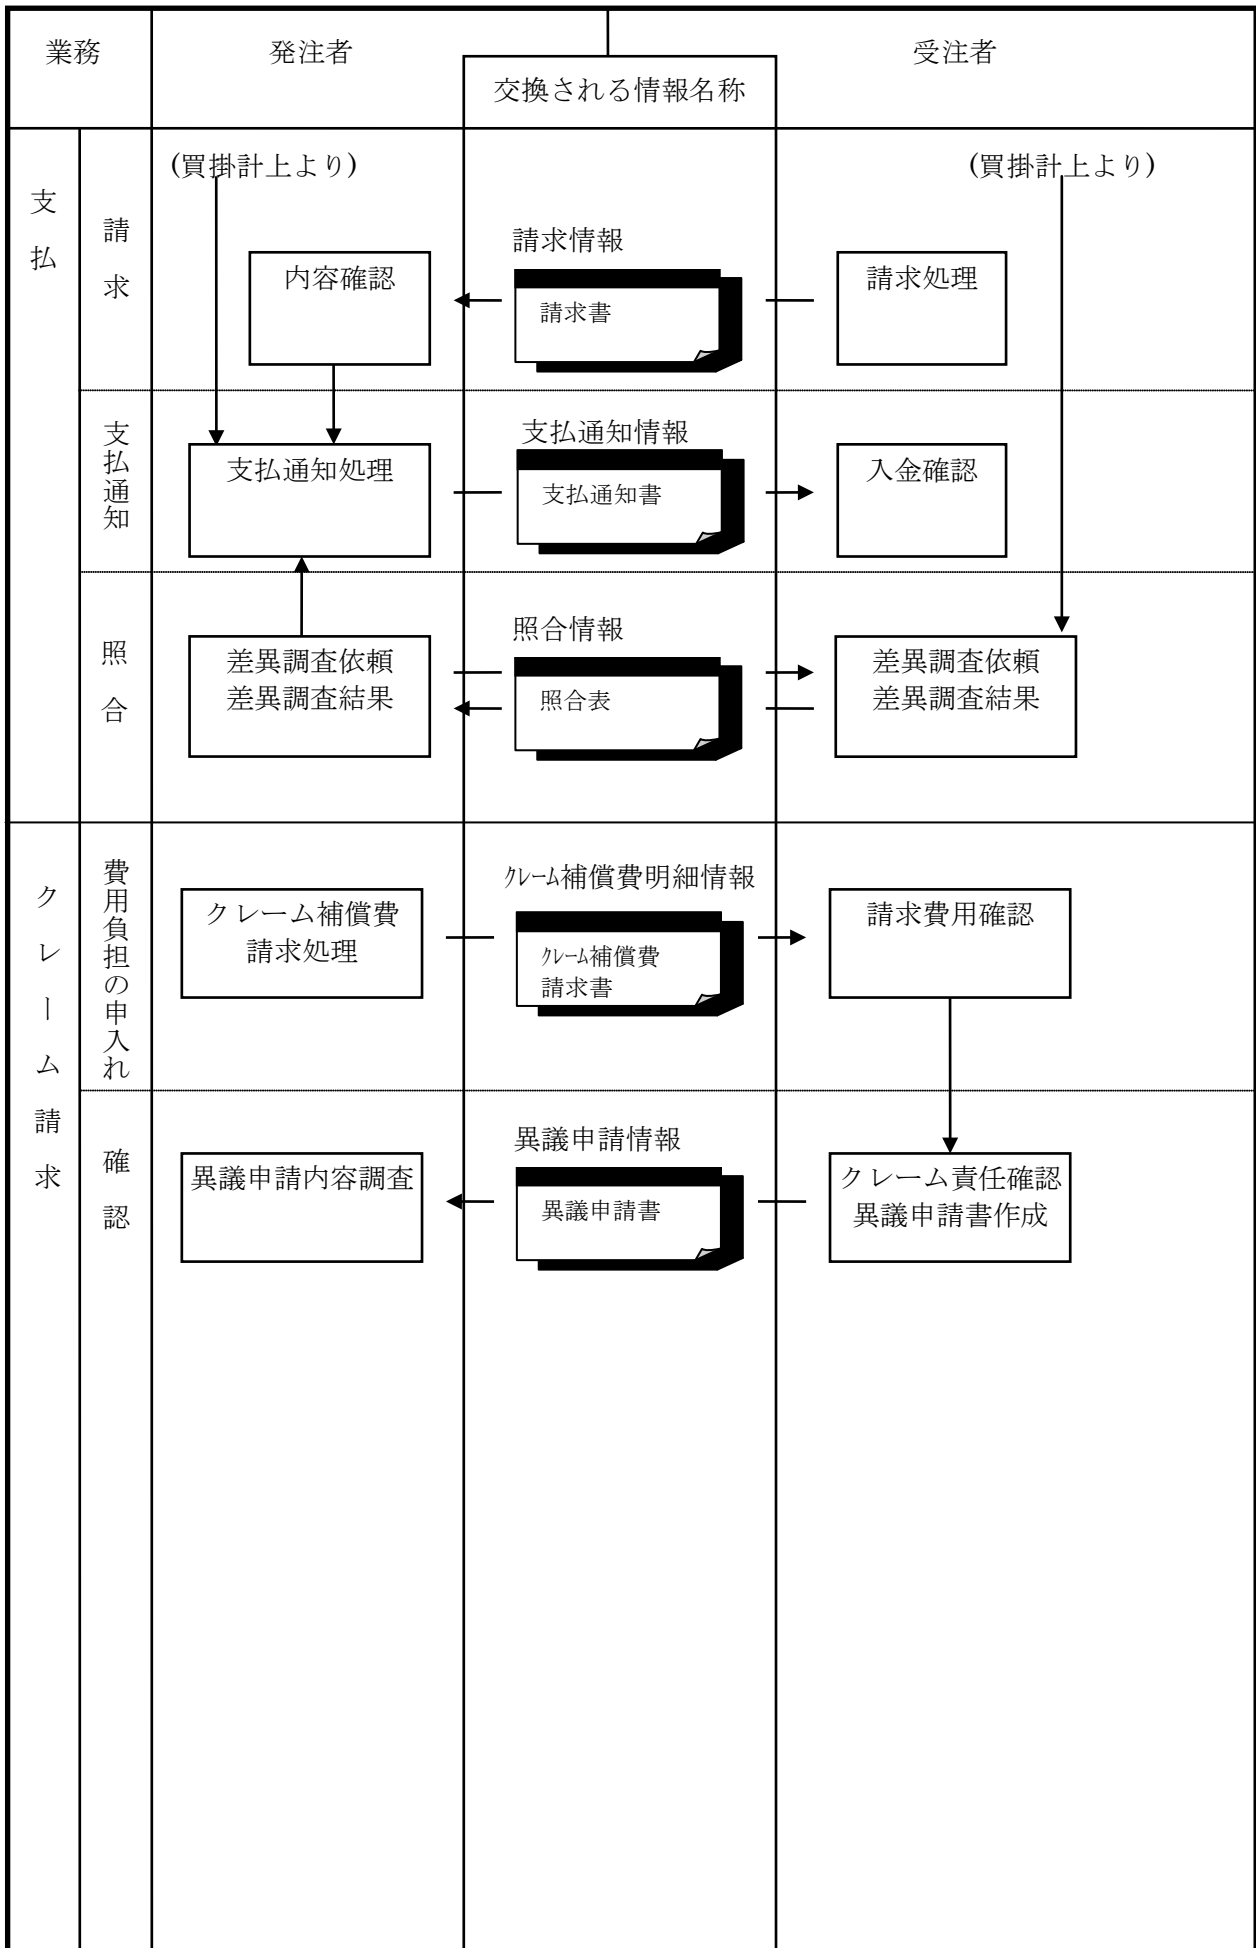 業務
発注者
受注者
交換される情報名称
(買掛計上より)
(買掛計上より)
支払
請求
請求情報
内容確認
請求書
請求処理
支払通知
支払通知情報
支払通知処理
支払通知書
入金確認
照合
照合情報
差異調査依頼
差異調査結果
照合表
差異調査依頼
差異調査結果
クレーム請求
費用負担の申入れ
ｸﾚｰﾑ補償費明細情報
クレーム補償費
請求処理
ｸﾚｰﾑ補償費
請求書
請求費用確認
確認
異議申請情報
異議申請内容調査
異議申請書
クレーム責任確認
異議申請書作成